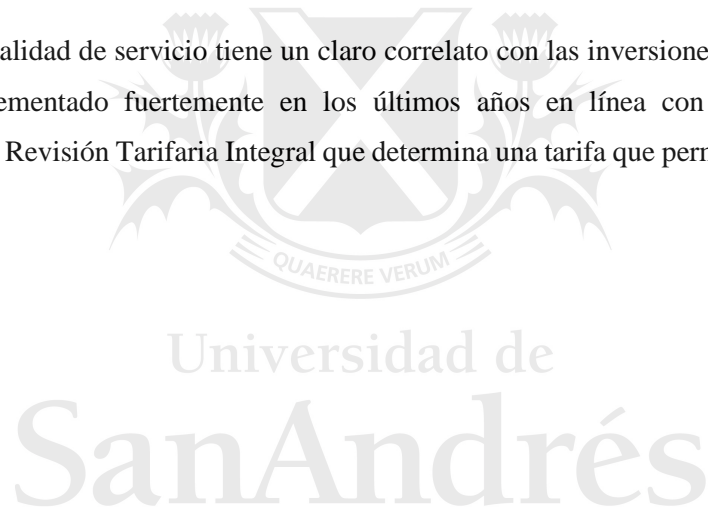 alidad de servicio tiene un claro correlato con las inversione
ementado fuertemente en los últimos años en línea con
Revisión Tarifaria Integral que determina una tarifa que perr
QUAERERE VERUM
Universidad de
SanAndrés